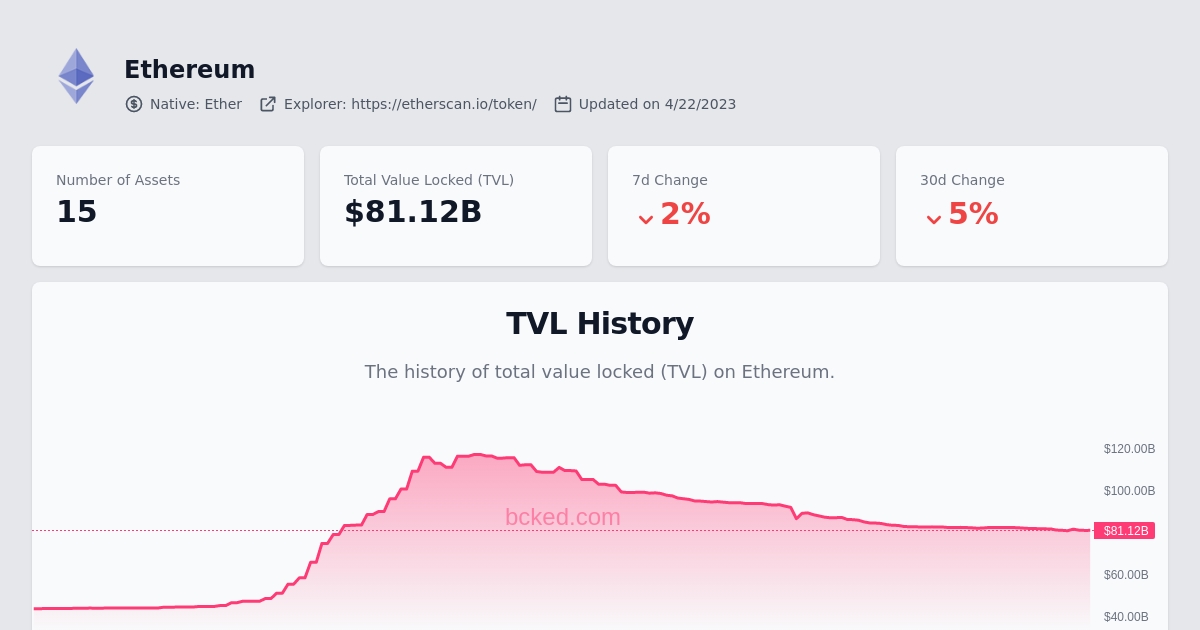 Ethereum
Native: Ether Explorer: https://etherscan.io/token/ Updated on 4/22/2023
Number of Assets
15
Total Value Locked (TVL)
$81.12B
7d Change
2%
30d Change
5%
TVL History
The history of total value locked (TVL) on Ethereum.
$120.00B
$100.00B
bcked.com
$81.12B
$60.00B
$40.00B